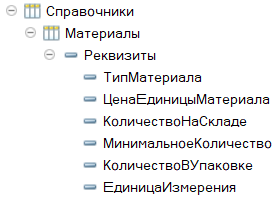 Справочники
Материалы
Реквизиты
ТипМатериала
ЦенаЕдиницыМатериала
КоличествоНаСкладе
МинимальноеКоличество
КоличествоВУпаковке
ЕдиницаИзмерения